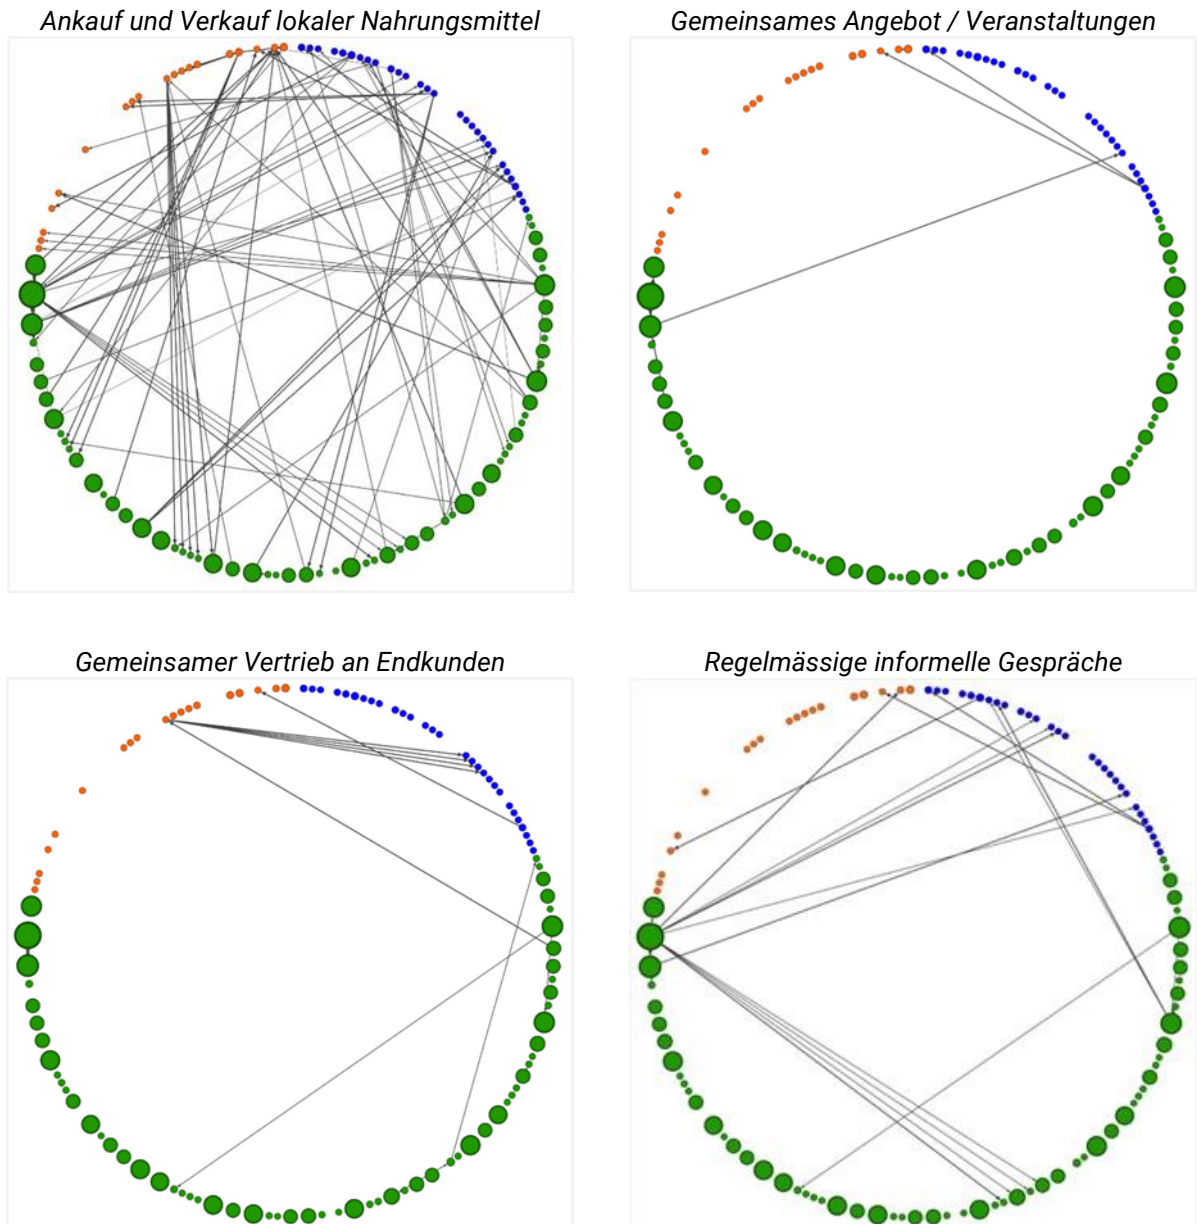 Ankauf und Verkauf lokaler Nahrungsmittel
Gemeinsames Angebot / Veranstaltungen
Gemeinsamer Vertrieb an Endkunden
Regelmässige informelle Gespräche